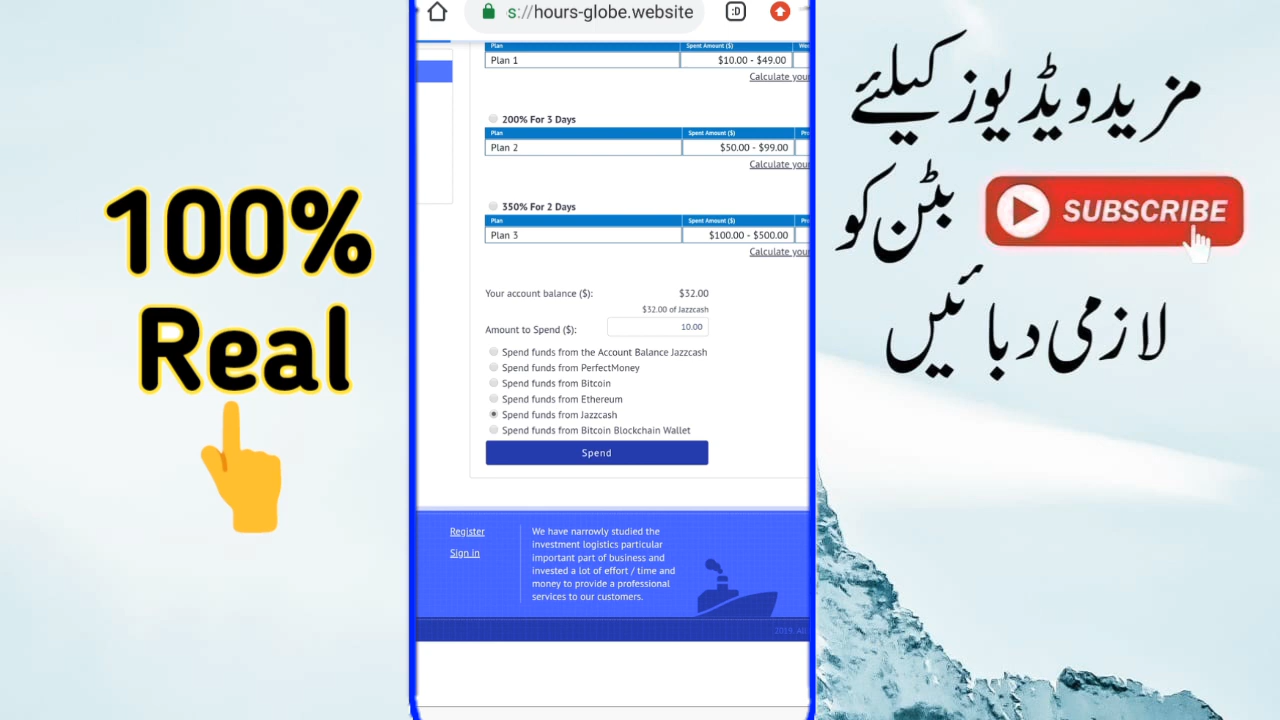 s://hours-globe.website
:D
Plan Spent Amount ($)
Plan 1 $10.00 - $49.00
Calculate your
200% For 3 Days
Plan Spent Amount ($)
Plan 2 $50.00 - $99.00
Calculate your
350% For 2 Days
Plan Spent Amount ($)
Plan 3 $100.00 - $500.00
Calculate your
Your account balance ($): $32.00
$32.00 of Jazzcash
Amount to Spend ($): 10.00
Spend funds from the Account Balance Jazzcash
Spend funds from PerfectMoney
Spend funds from Bitcoin
Spend funds from Ethereum
Spend funds from Jazzcash
Spend funds from Bitcoin Blockchain Wallet
Spend
Register
Sign in
We have narrowly studied the
investment logistics particular
important part of business and
invested a lot of effort / time and
money to provide a professional
services to our customers.
2019. All
100%
Real
مزید ویڈیوز کیلئے
SUBSCRIBE
بٹن کو
لازمی دبائیں